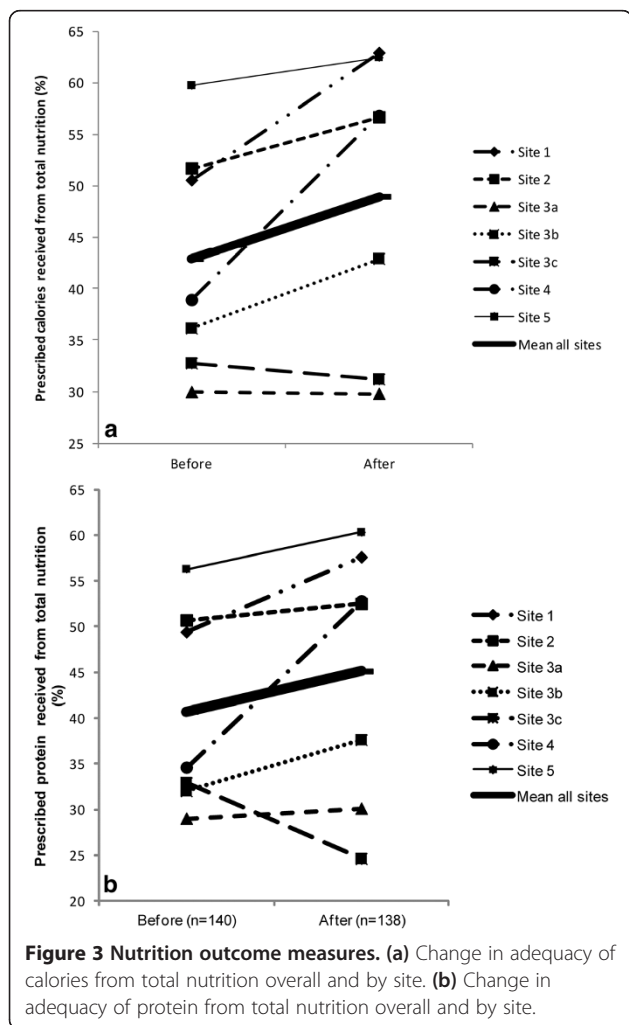 Prescribed calories received from total nutrition (%)
65
60
55
50
45
40
35
30
25
a
Before
After
Site 1
Site 2
Site 3a
Site 3b
Site 3c
Site 4
Site 5
Mean all sites
Prescribed protein received from total nutrition
(%)
65
60
55
50
45
40
35
30
25
20
b
Before (n=140)
After (n=138)
Site 1
Site 2
Site 3a
Site 3b
Site 3c
Site 4
Site 5
Mean all sites
Figure 3 Nutrition outcome measures. (a) Change in adequacy of
calories from total nutrition overall and by site. (b) Change in
adequacy of protein from total nutrition overall and by site.